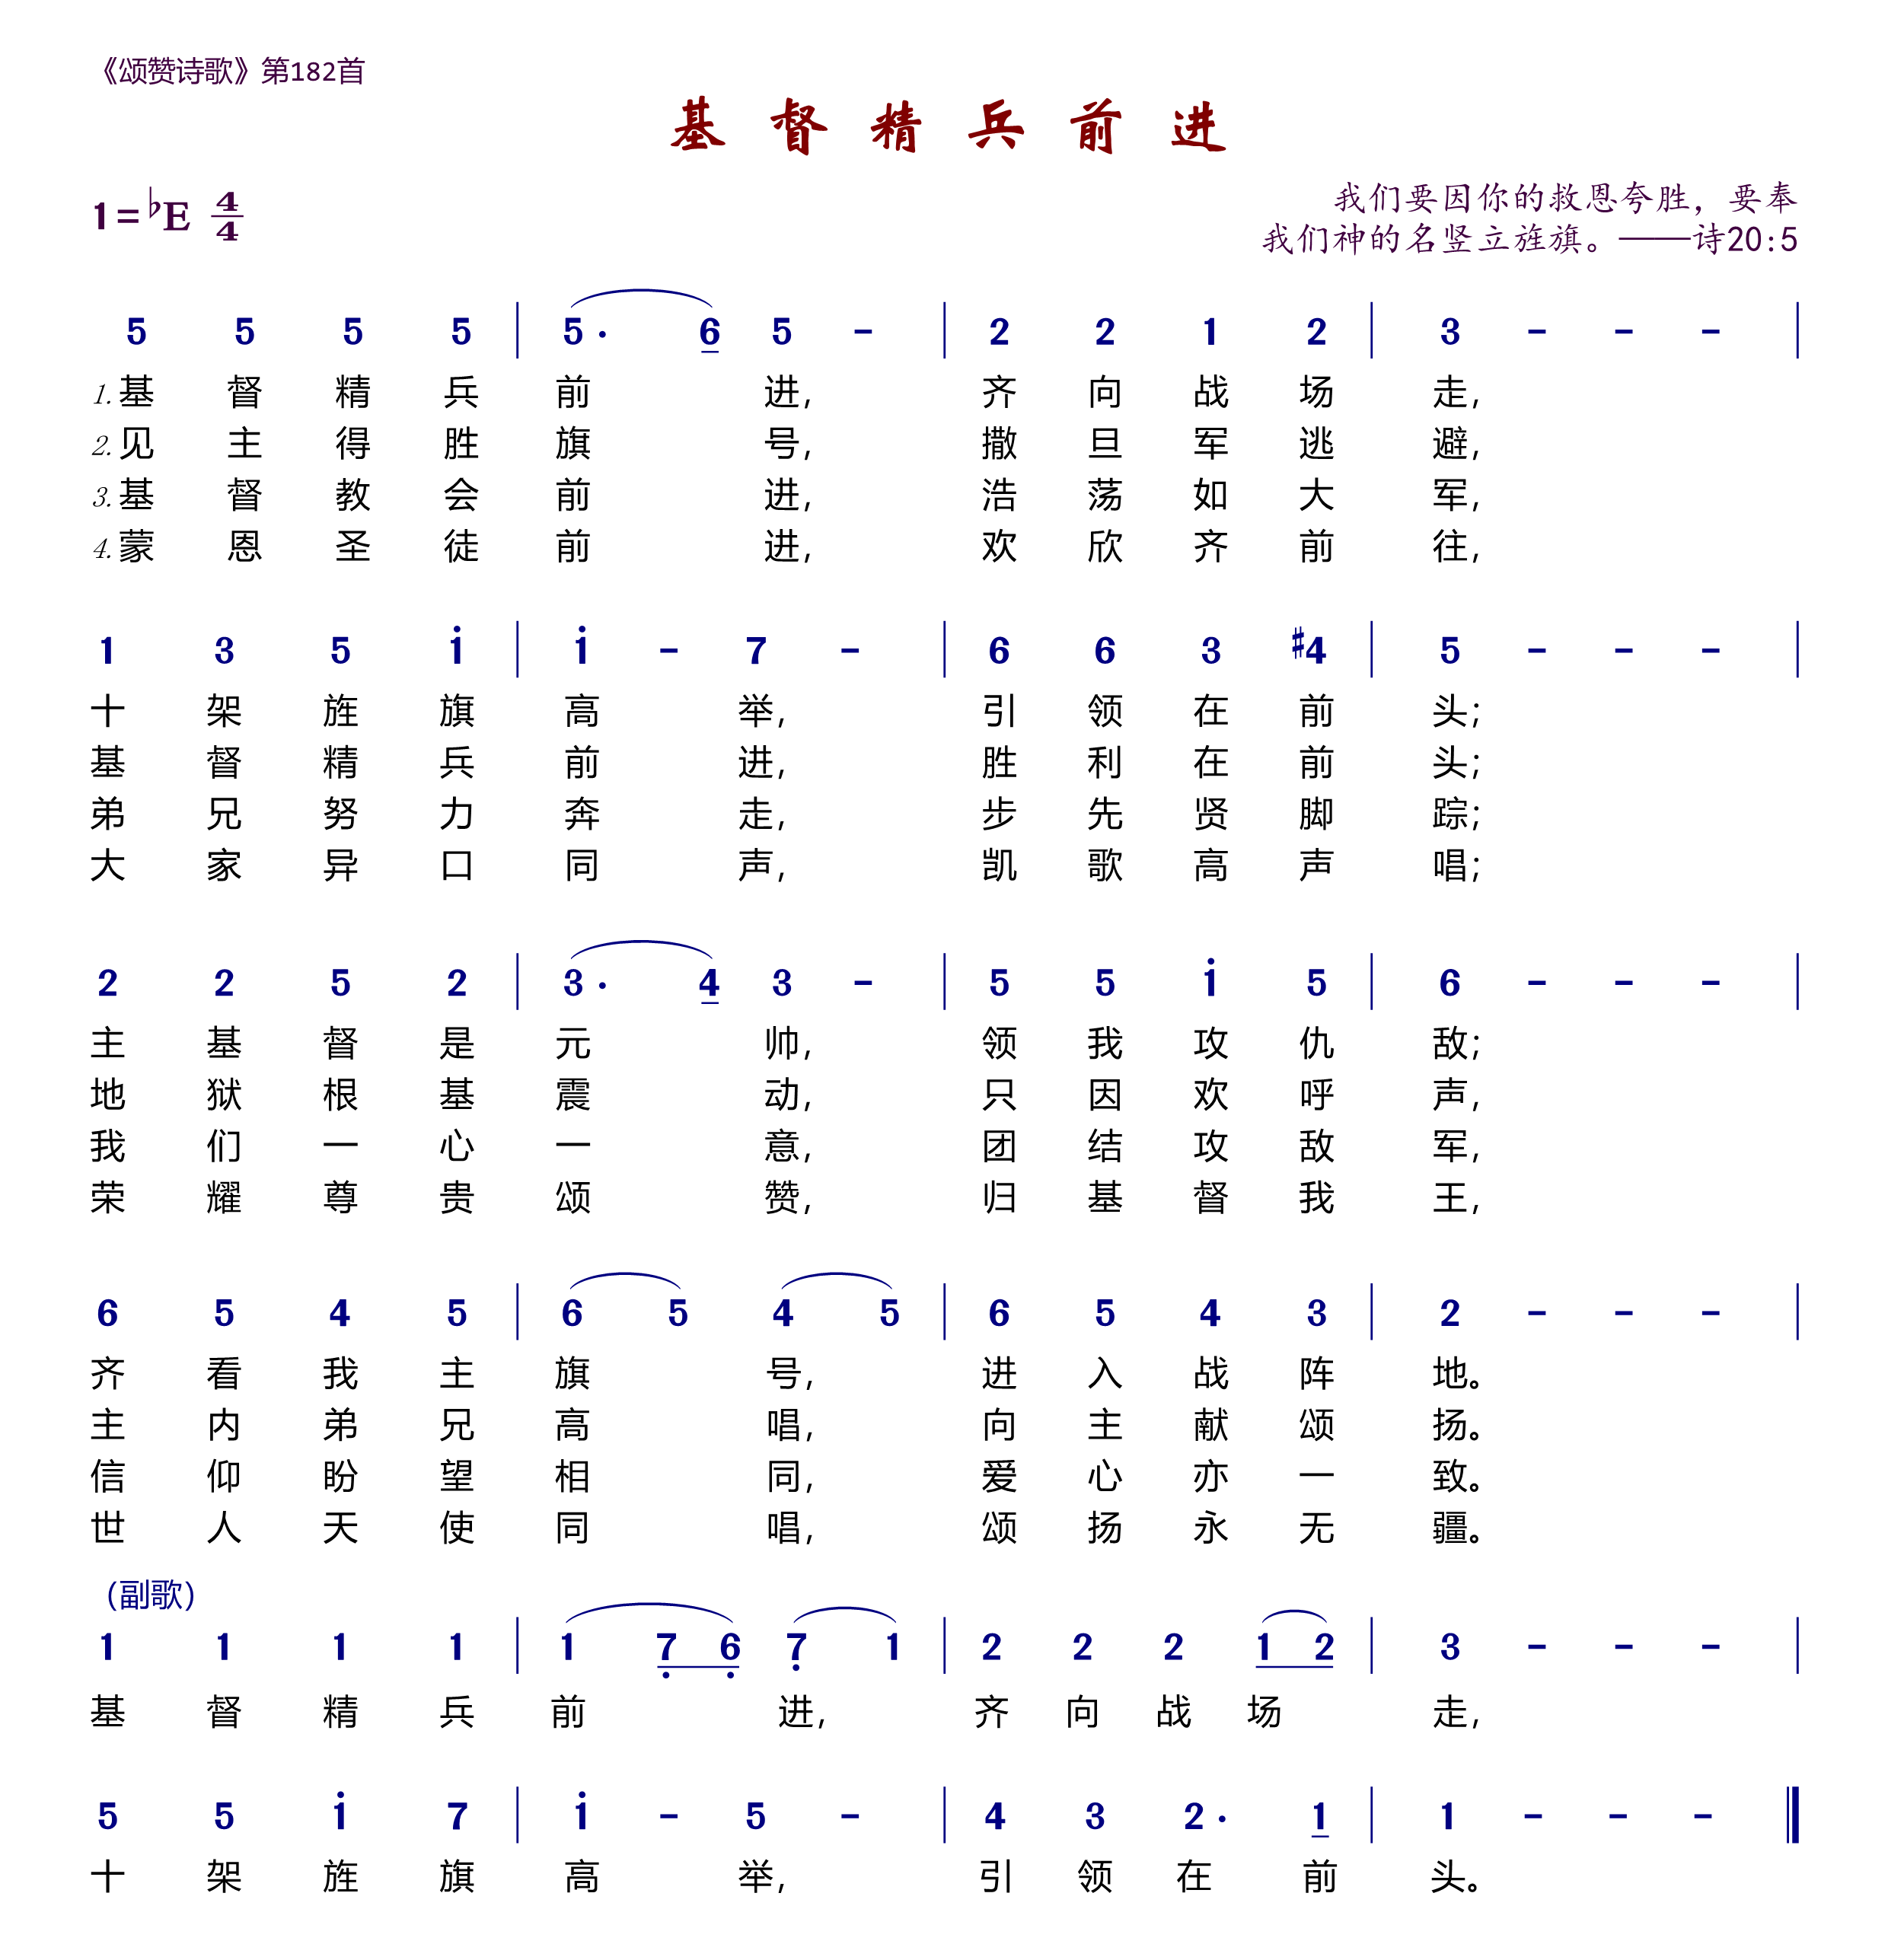 《颂赞诗歌》第182首
基督精兵前进
1=♭E 4/4
我们要因你的救恩夸胜，要奉
我们神的名竖立旌旗。——诗20:5
5 5 5 5 | 5· 6 5 - | 2 2 1 2 | 3 - - - |
1.基督精兵前进，齐向战场走，
2.见主得胜旗号，撒旦军逃避，
3.基督教会前进，浩荡如大军，
4.蒙恩圣徒前进，欢欣齐前往，
1 3 5 i | i - 7 - | 6 6 3 #4 | 5 - - - |
十架旌旗高举，引领在前头；
基督精兵前进，胜利在前头；
弟兄努力奔走，步先贤脚踪；
大家异口同声，凯歌高声唱；
2 2 5 2 | 3· 4 3 - | 5 5 i 5 | 6 - - - |
主基督是元帅，领我攻仇敌；
地狱根基震动，只因欢呼声，
我们一心一意，团结攻敌军，
荣耀尊贵颂赞，归基督我王，
6 5 4 5 | 6 5 4 5 | 6 5 4 3 | 2 - - - |
齐看我主旗号，进入战阵地。
主内弟兄高唱，向主献颂扬。
信仰盼望相同，爱心亦一致。
世人天使同唱，颂扬永无疆。
(副歌)
1 1 1 1 | 1 7̣ 6̣ 7̣ 1 | 2 2 2 1 2 | 3 - - - |
基督精兵前进，齐向战场走，
5 5 i 7 | i - 5 - | 4 3 2· 1 | 1 - - - ‖
十架旌旗高举，引领在前头。